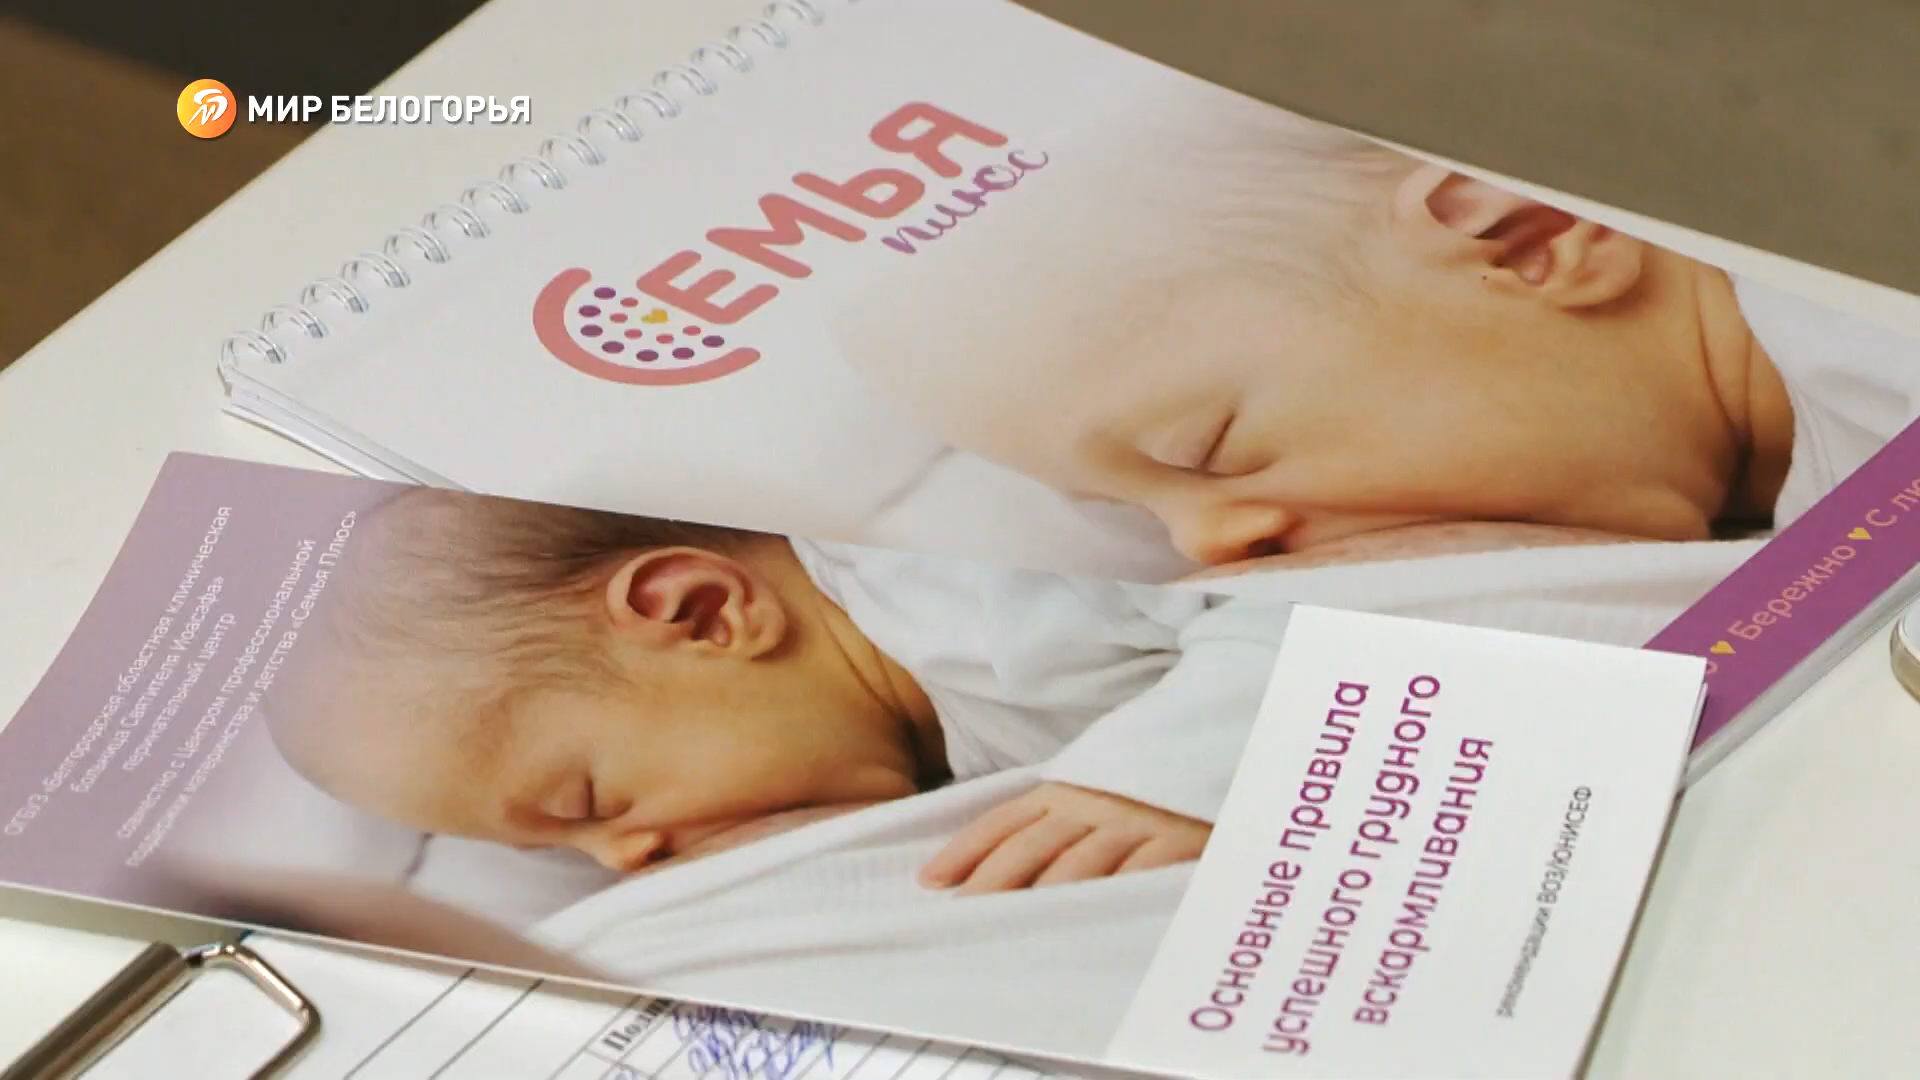 МИР БЕЛОГОРЬЯ
СЕМЬЯ
плюс
Бережно
С
ОГБУЗ «Белгородская областная клиническая
больница Святителя Иоасафа»
перинатальный центр
совместно с Центром профессиональной
поддержки материнства и детства «Семья Плюс»
Основные правила
успешного грудного
вскармливания
рекомендации ВОЗ/ЮНИСЕФ